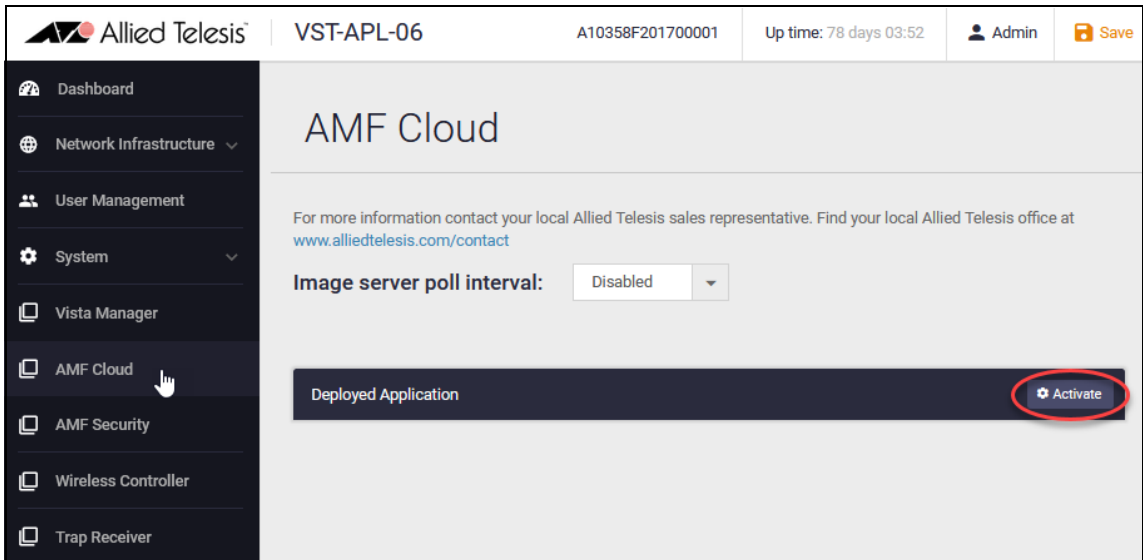 Allied Telesis
VST-APL-06
A10358F201700001
Up time: 78 days 03:52
Admin
Save
Dashboard
Network Infrastructure
User Management
System
Vista Manager
AMF Cloud
AMF Security
Wireless Controller
Trap Receiver
AMF Cloud
For more information contact your local Allied Telesis sales representative. Find your local Allied Telesis office at
www.alliedtelesis.com/contact
Image server poll interval: Disabled
Deployed Application Activate